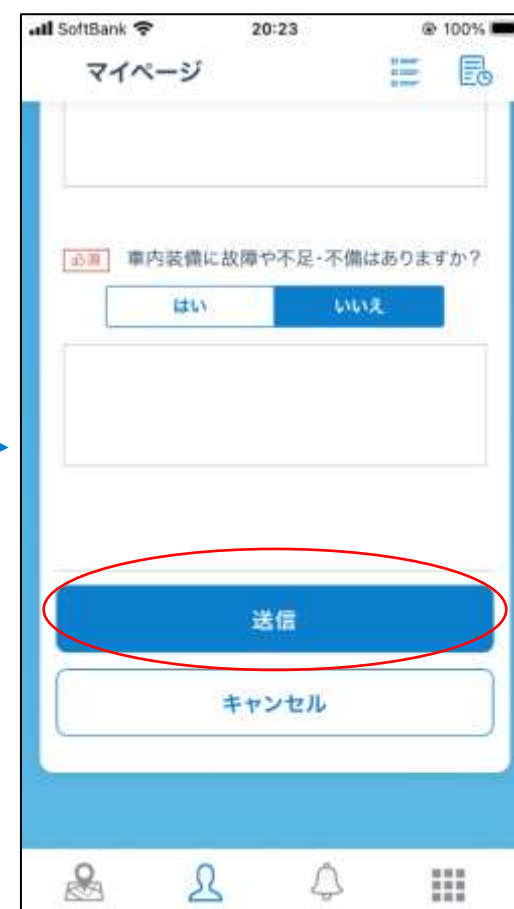 SoftBank 20:23 100%
マイページ
必須 車内装備に故障や不足・不備はありますか？
はい いいえ
送信
キャンセル